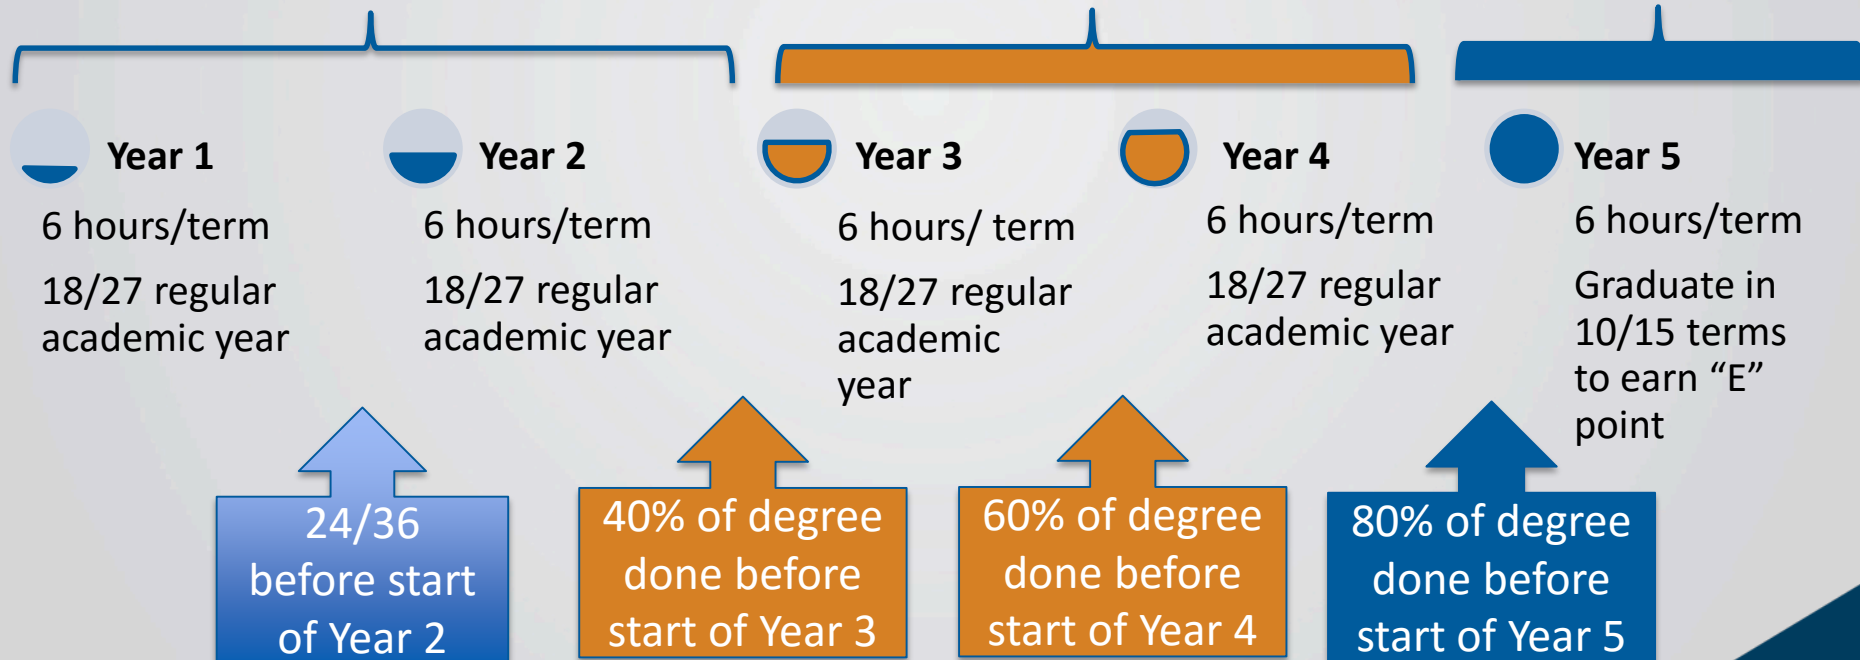 Year 1
6 hours/term
18/27 regular
academic year
Year 2
6 hours/term
18/27 regular
academic year
Year 3
6 hours/ term
18/27 regular
academic
year
Year 4
6 hours/term
18/27 regular
academic year
Year 5
6 hours/term
Graduate in
10/15 terms
to earn “E”
point
24/36
before start
of Year 2
40% of degree
done before
start of Year 3
60% of degree
done before
start of Year 4
80% of degree
done before
start of Year 5